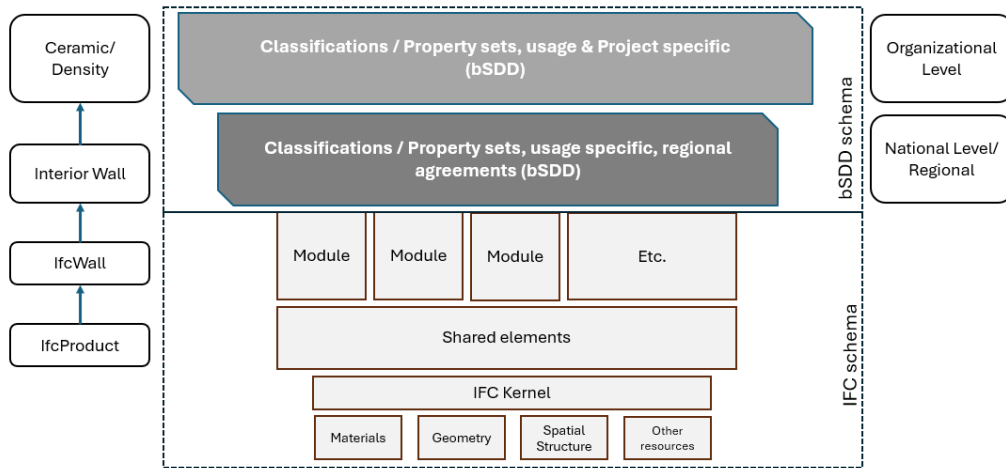 Ceramic/
Density
Interior Wall
IfcWall
IfcProduct
Classifications / Property sets, usage & Project specific
(bSDD)
Classifications / Property sets, usage specific, regional
agreements (bSDD)
Module
Module
Module
Etc.
Shared elements
IFC Kernel
Materials
Geometry
Spatial
Structure
Other
resources
bSDD schema
IFC schema
Organizational
Level
National Level/
Regional